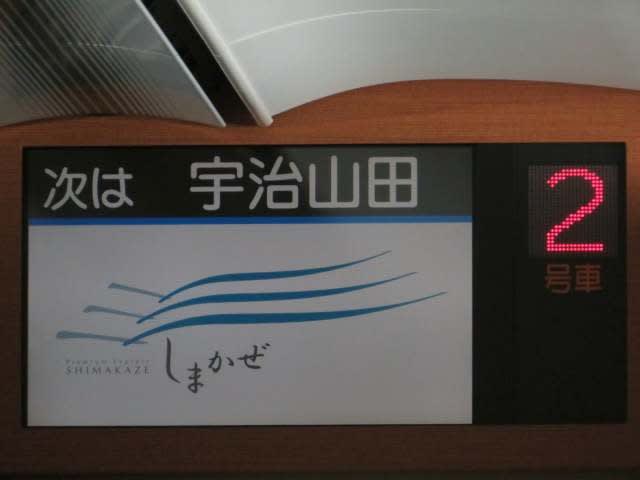 次は 宇治山田
2
号車
Premium Express
SHIMAKAZE
しまかぜ